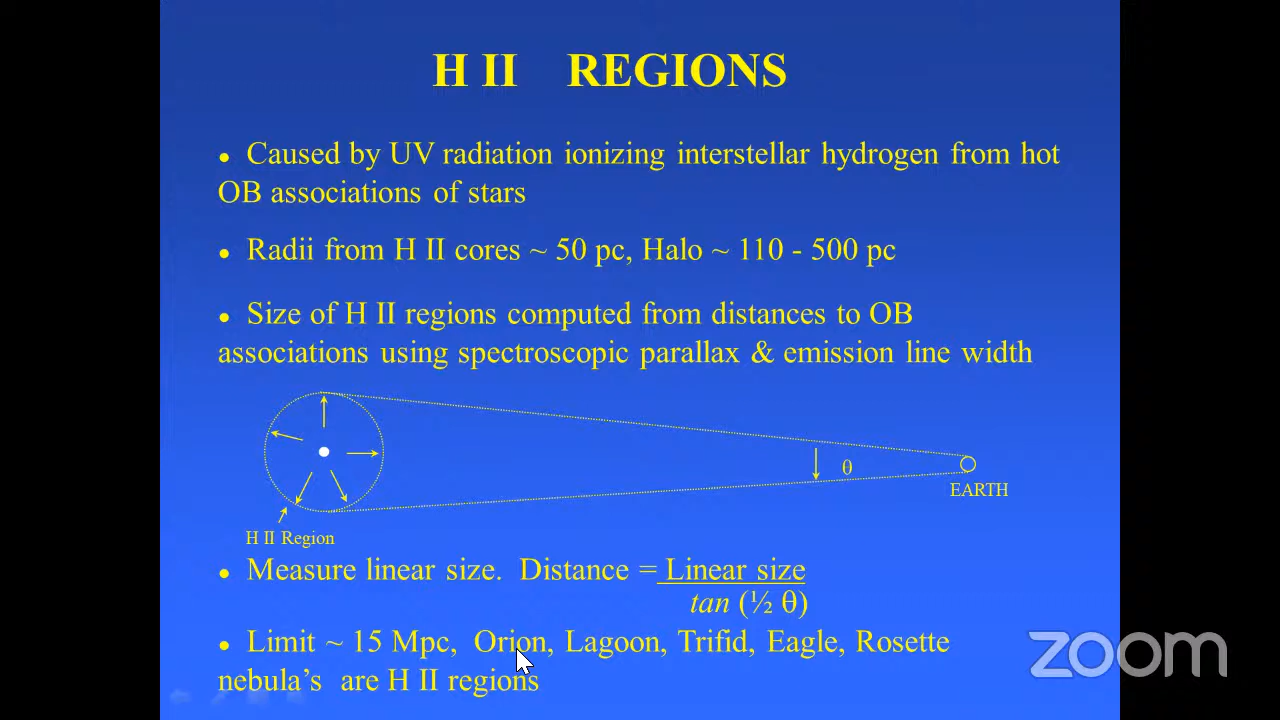 H II REGIONS
• Caused by UV radiation ionizing interstellar hydrogen from hot
OB associations of stars
• Radii from H II cores ~ 50 pc, Halo ~ 110 - 500 pc
• Size of H II regions computed from distances to OB
associations using spectroscopic parallax & emission line width
θ
EARTH
H II Region
• Measure linear size. Distance = Linear size
tan (½ θ)
• Limit ~ 15 Mpc, Orion, Lagoon, Trifid, Eagle, Rosette
nebula's are H II regions
zoom